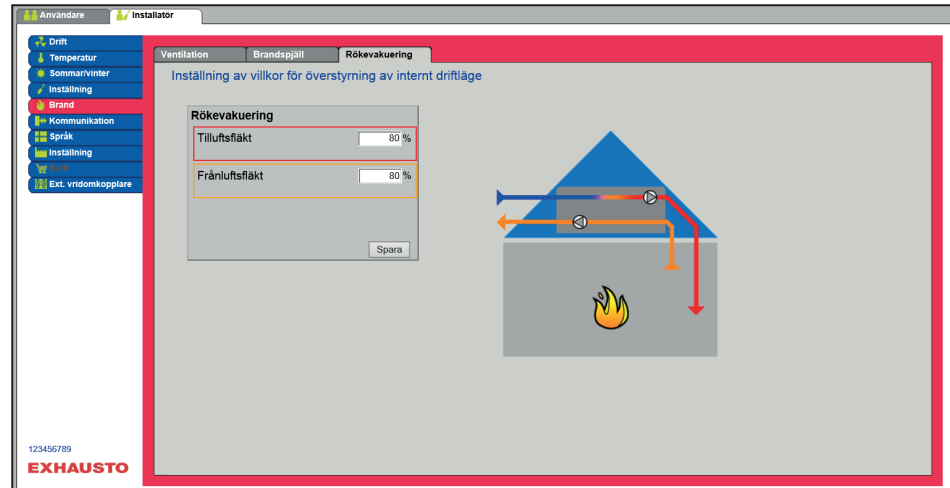 Användare
Installatör
Drift
Temperatur
Sommar/vinter
Inställning
Brand
Kommunikation
Språk
Inställning
Ext. vridomkopplare
Ventilation
Brandspjäll
Rökevakuering
Inställning av villkor för överstyrning av internt driftläge
Rökevakuering
Tilluftsfläkt
80 %
Frånluftsfläkt
80 %
Spara
123456789
EXHAUSTO